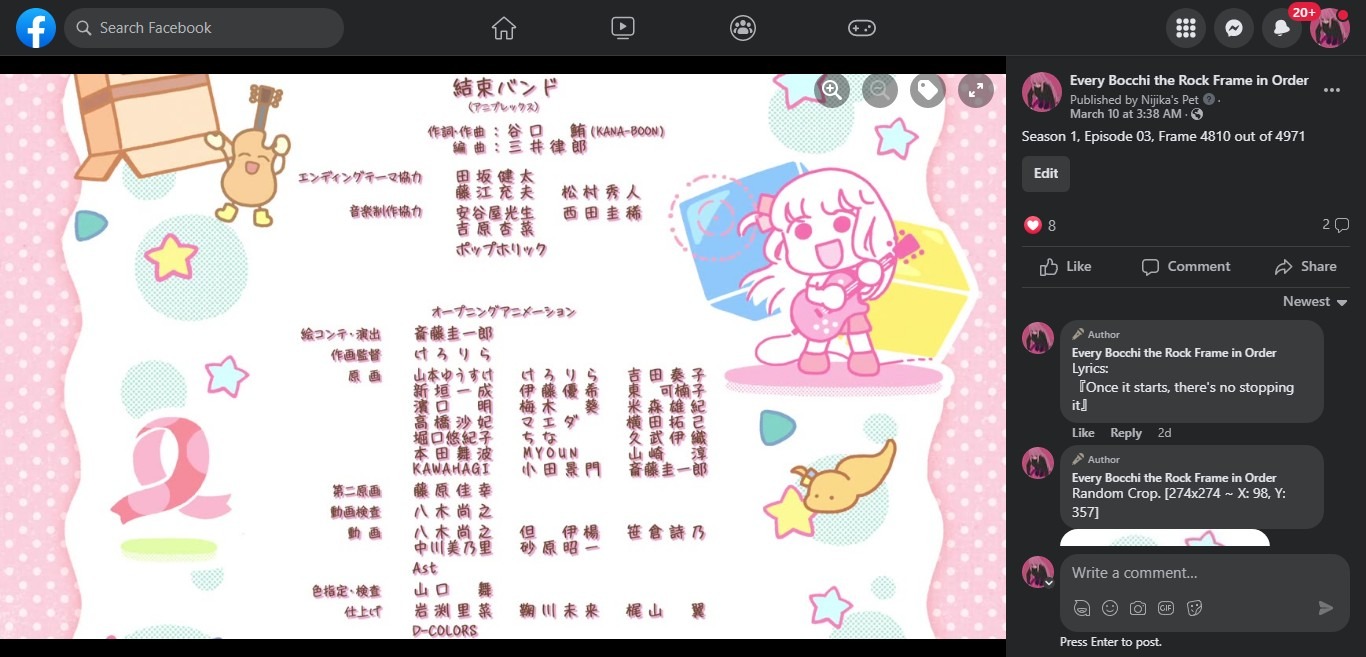 Search Facebook
20+
結束バンド
(アニプレックス)
作詞・作曲 : 谷口 鮪 (KANA-BOON)
編曲 : 三井律郎
エンディングテーマ協力 田坂健太
藤江充夫 松村秀人
音楽制作協力 安谷屋光生 西田圭稀
吉原杏菜
ポップホリック
オープニングアニメーション
絵コンテ・演出 斎藤圭一郎
作画監督 けろりら
原画 山本ゆうすけ けろりら 吉田奏子
新垣一成 伊藤優希 東 可楠子
濱口 明 梅木 葵 米森雄紀
高橋沙妃 マエダ 横田拓己
堀口悠紀子 ちな 久武伊織
本田舞波 MYOUN 山崎 淳
KAWAHAGI 小田景門 斎藤圭一郎
第二原画 藤原佳幸
動画検査 八木尚之
動画 八木尚之 但 伊楊 笹倉詩乃
中川美乃里 砂原昭一
Ast
色指定・検査 山口 舞
仕上げ 岩渕里菜 鞠川未来 梶山 翼
D-COLORS
Every Bocchi the Rock Frame in Order
Published by Nijika's Pet ·
March 10 at 3:38 AM ·
Season 1, Episode 03, Frame 4810 out of 4971
Edit
8
2
Like Comment Share
Newest
Author
Every Bocchi the Rock Frame in Order
Lyrics:
『Once it starts, there's no stopping
it』
Like Reply 2d
Author
Every Bocchi the Rock Frame in Order
Random Crop. [274x274 ~ X: 98, Y:
357]
Write a comment...
GIF
Press Enter to post.